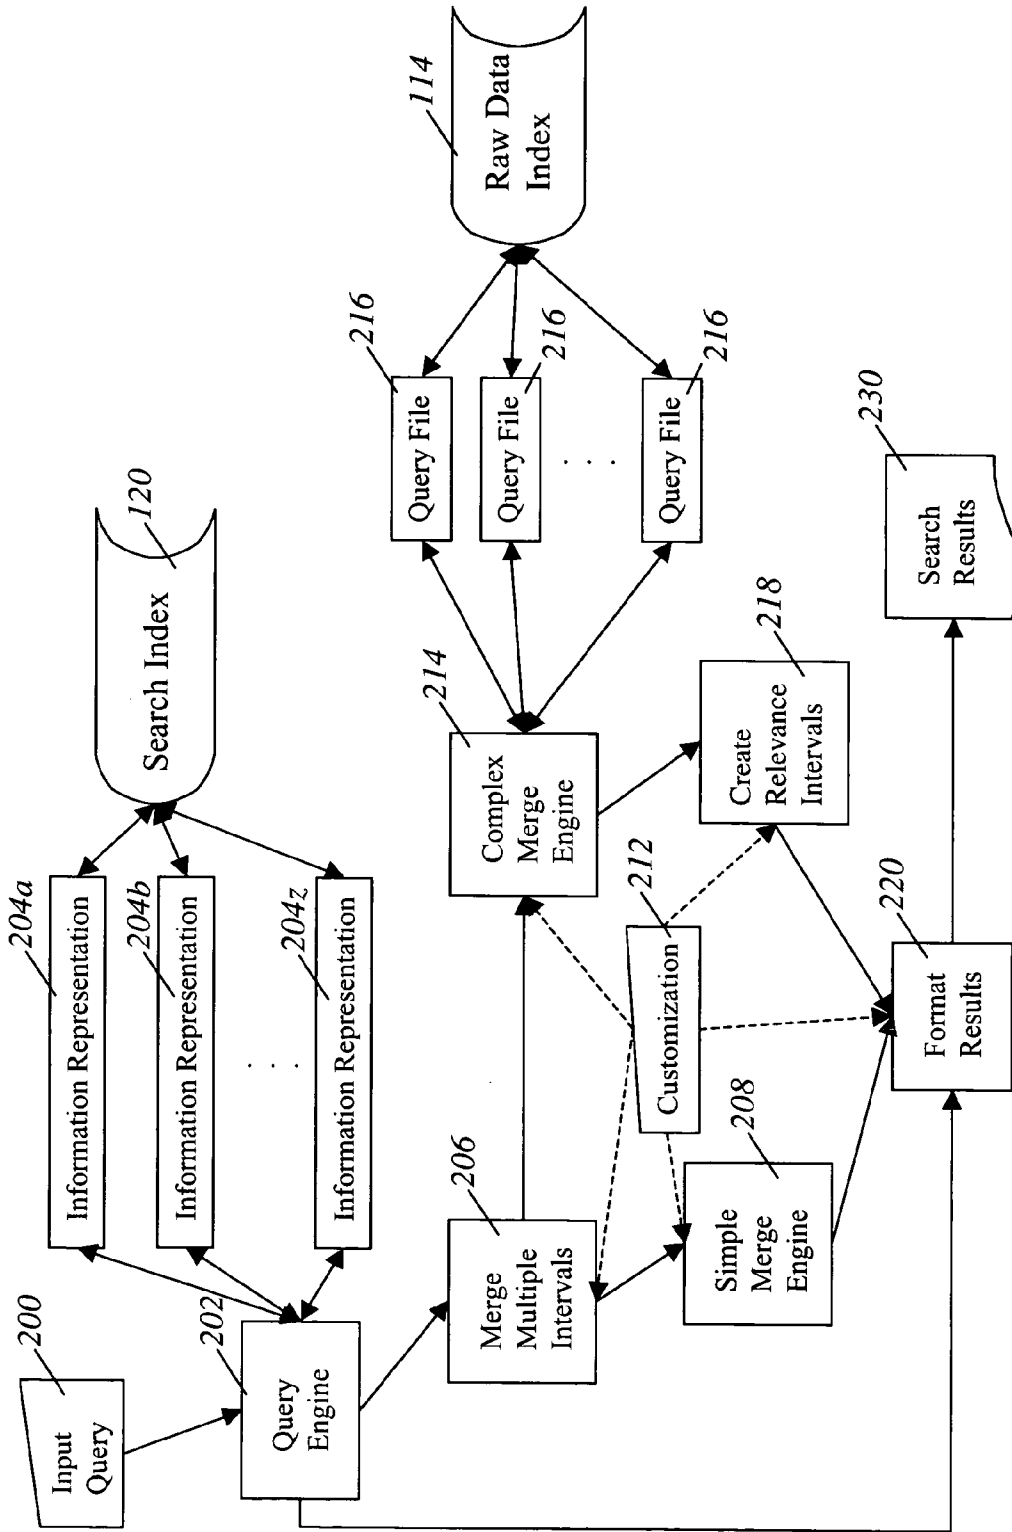 200
Input
Query
202
Query
Engine
204a
Information Representation
204b
Information Representation
. . .
204z
Information Representation
120
Search Index
206
Merge
Multiple
Intervals
208
Simple
Merge
Engine
212
Customization
214
Complex
Merge
Engine
216
Query File
216
Query File
. . .
216
Query File
114
Raw Data
Index
218
Create
Relevance
Intervals
220
Format
Results
230
Search
Results